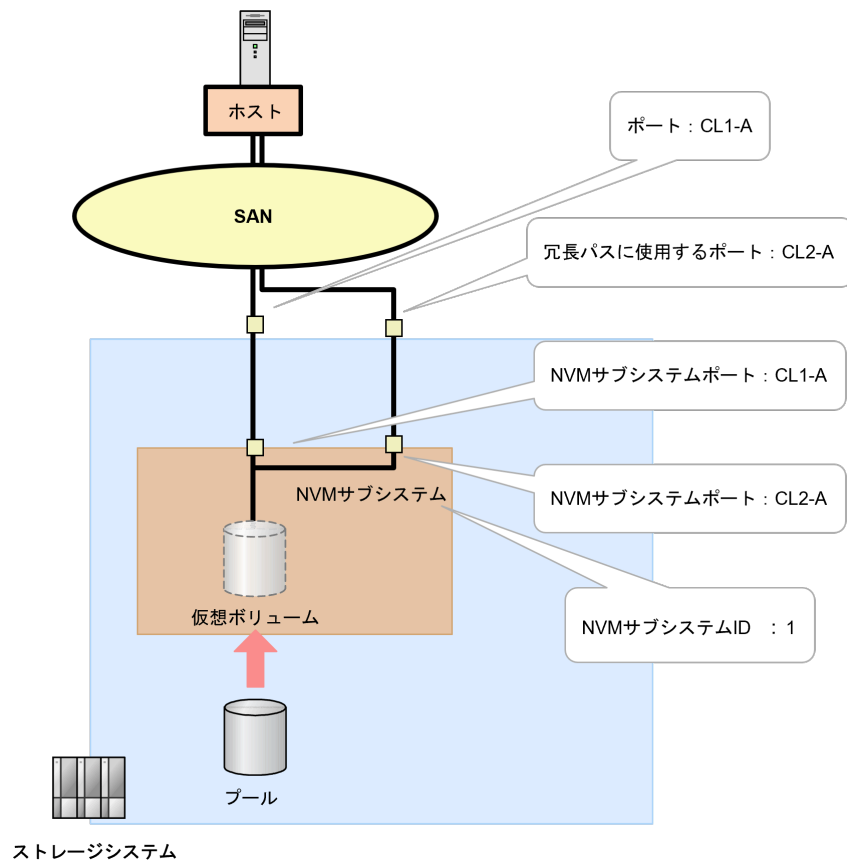 ホスト
ポート：CL1-A
SAN
冗長パスに使用するポート：CL2-A
NVMサブシステムポート：CL1-A
NVMサブシステム
NVMサブシステムポート：CL2-A
仮想ボリューム
NVMサブシステムID ：1
プール
ストレージシステム